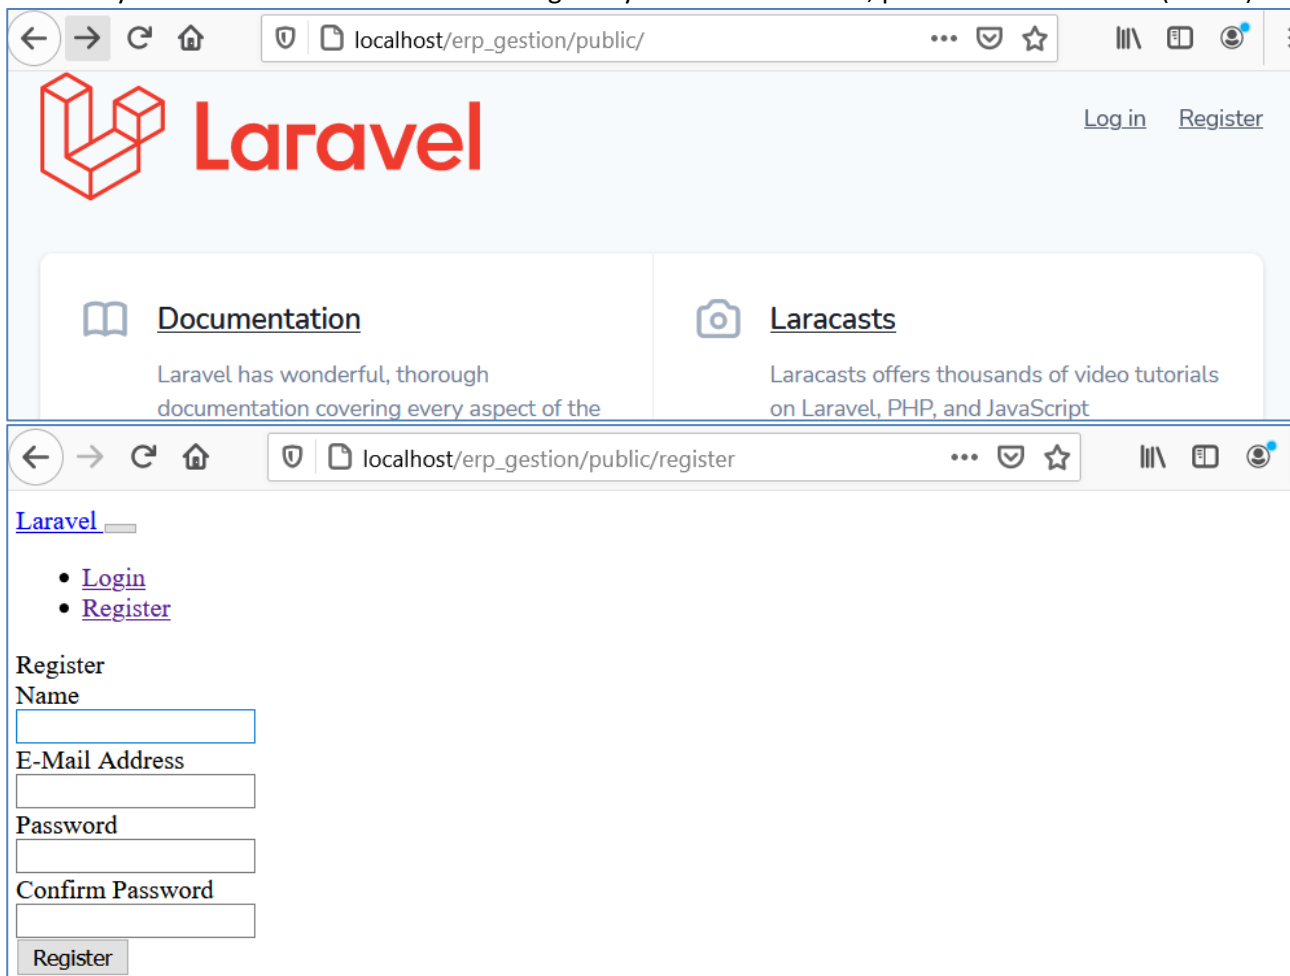 localhost/erp_gestion/public/
Laravel
Log in Register
Documentation
Laracasts
Laravel has wonderful, thorough
documentation covering every aspect of the
Laracasts offers thousands of video tutorials
on Laravel, PHP, and JavaScript
localhost/erp_gestion/public/register
Laravel
Login
Register
Register
Name
E-Mail Address
Password
Confirm Password
Register